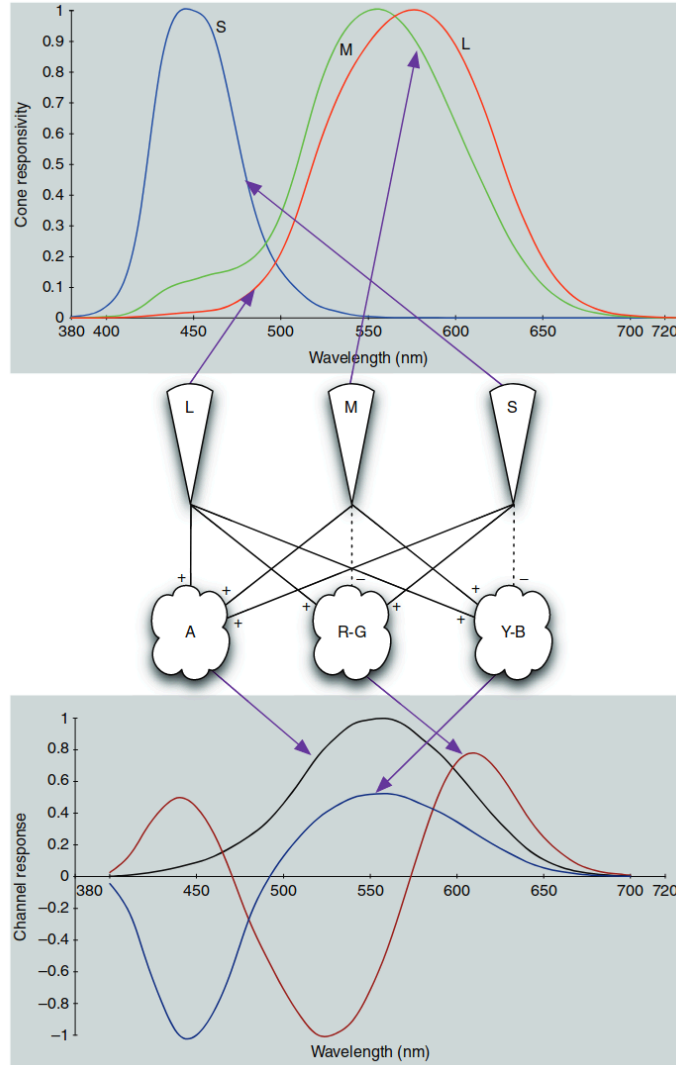 1
0.9
0.8
0.7
0.6
0.5
0.4
0.3
0.2
0.1
0
Cone responsivity
S
M
L
380 400 450 500 550 600 650 700 720
Wavelength (nm)
L M S
+ + + + – + + + –
A R-G Y-B
1
0.8
0.6
0.4
0.2
0
–0.2
–0.4
–0.6
–0.8
–1
Channel response
380 450 500 550 600 650 700 720
Wavelength (nm)